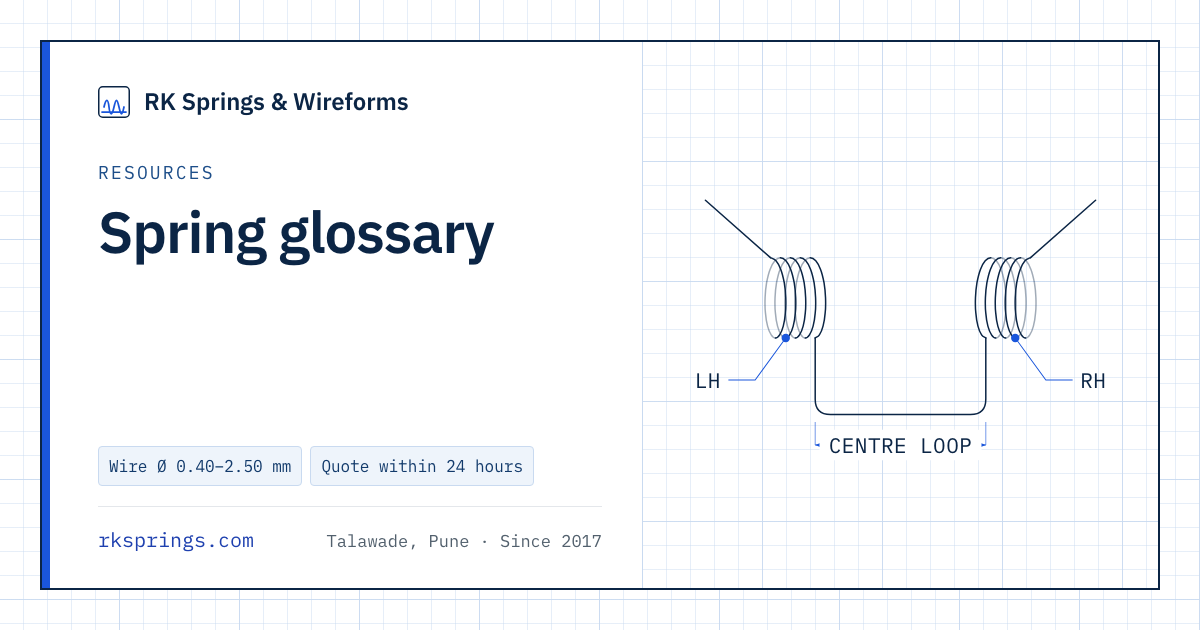 RK Springs & Wireforms
RESOURCES
Spring glossary
Wire Ø 0.40–2.50 mm
Quote within 24 hours
rksprings.com
Talawade, Pune · Since 2017
LH
RH
CENTRE LOOP